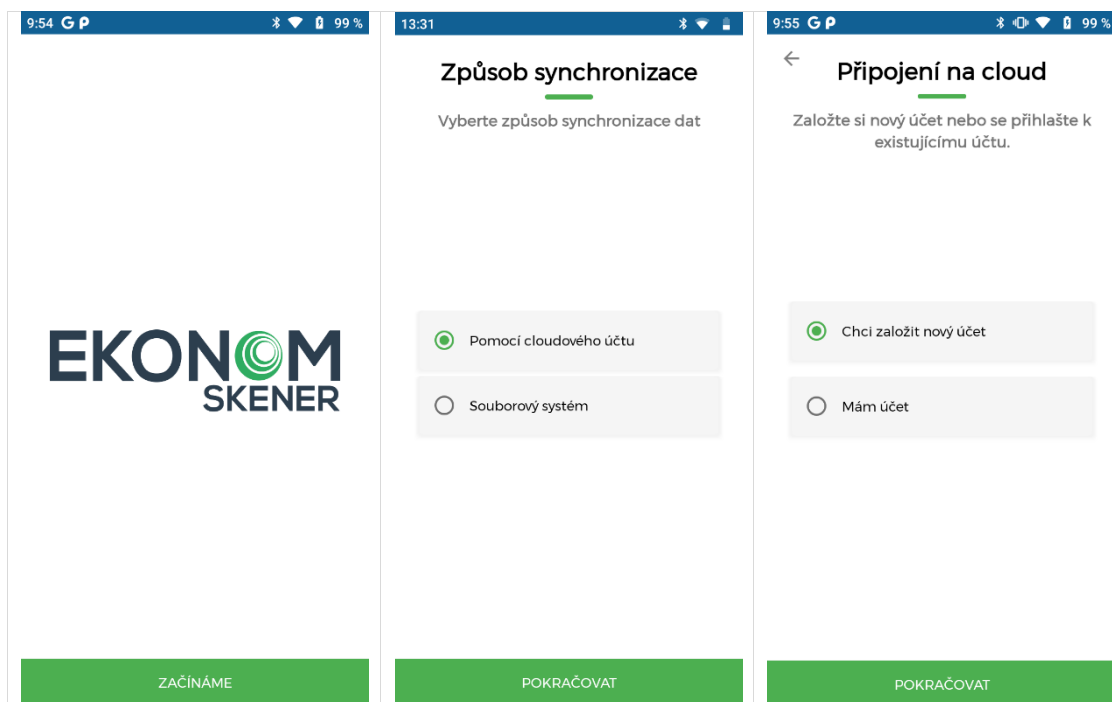 9:54 G P 99 %
EKONOM
SKENER
ZAČÍNÁME
13:31
Způsob synchronizace
Vyberte způsob synchronizace dat
Pomocí cloudového účtu
Souborový systém
POKRAČOVAT
9:55 G P 99 %
Připojení na cloud
Založte si nový účet nebo se přihlašte k
existujícímu účtu.
Chci založit nový účet
Mám účet
POKRAČOVAT